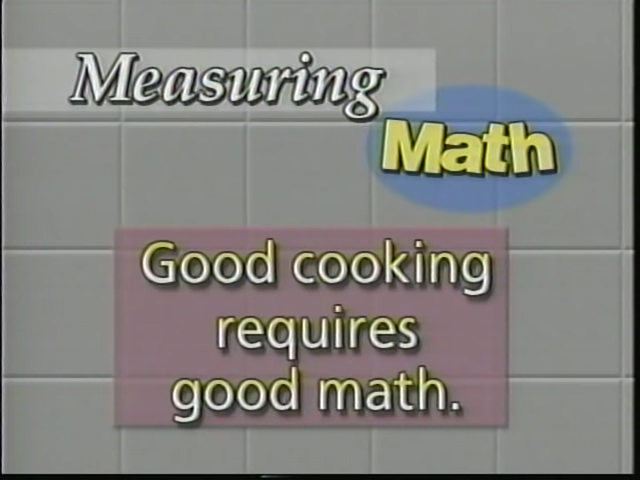 Measuring
Math
Good cooking
requires
good math.